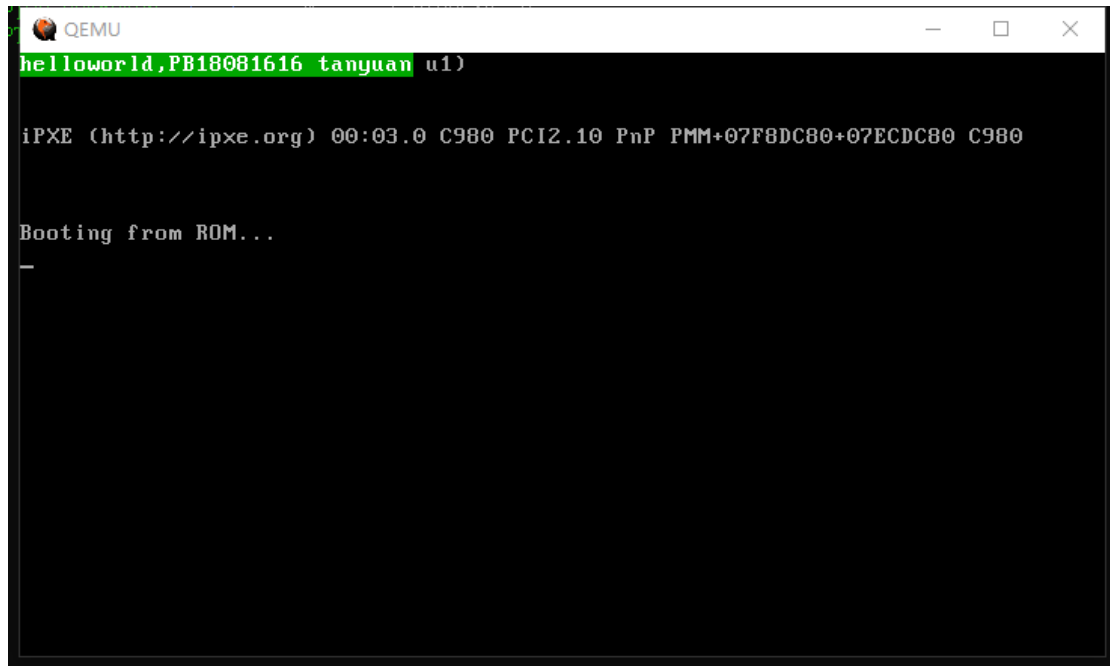 QEMU
helloworld,PB18081616 tanyuan u1)
iPXE (http://ipxe.org) 00:03.0 C980 PCI2.10 PnP PMM+07F8DC80+07ECDC80 C980
Booting from ROM...